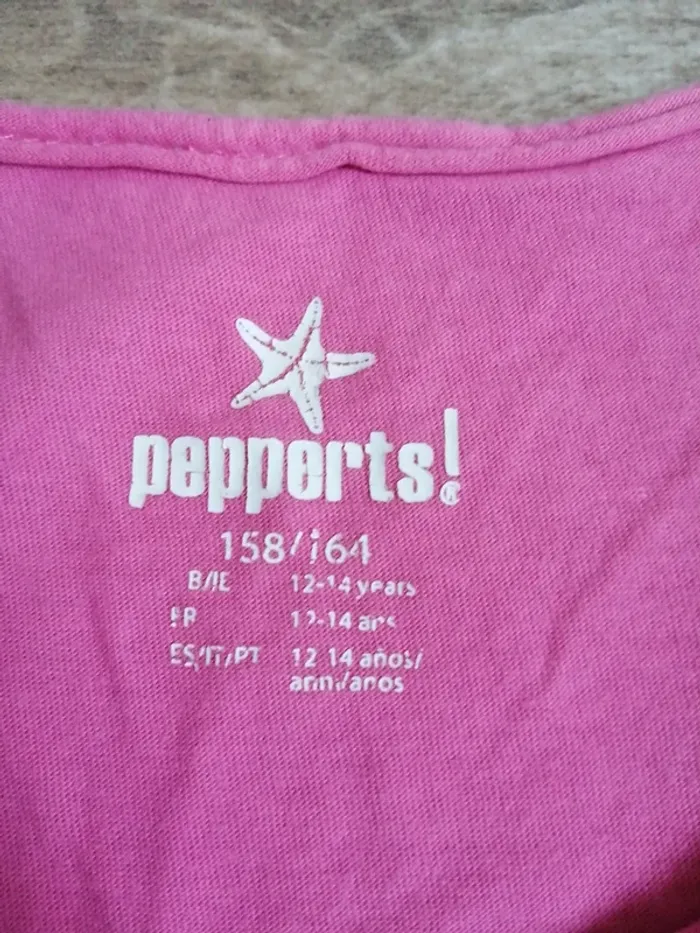 pepperts!®
158/164
B/IE 12-14 years
FR 12-14 ans
ES/IT/PT 12 14 años/
anni/anos